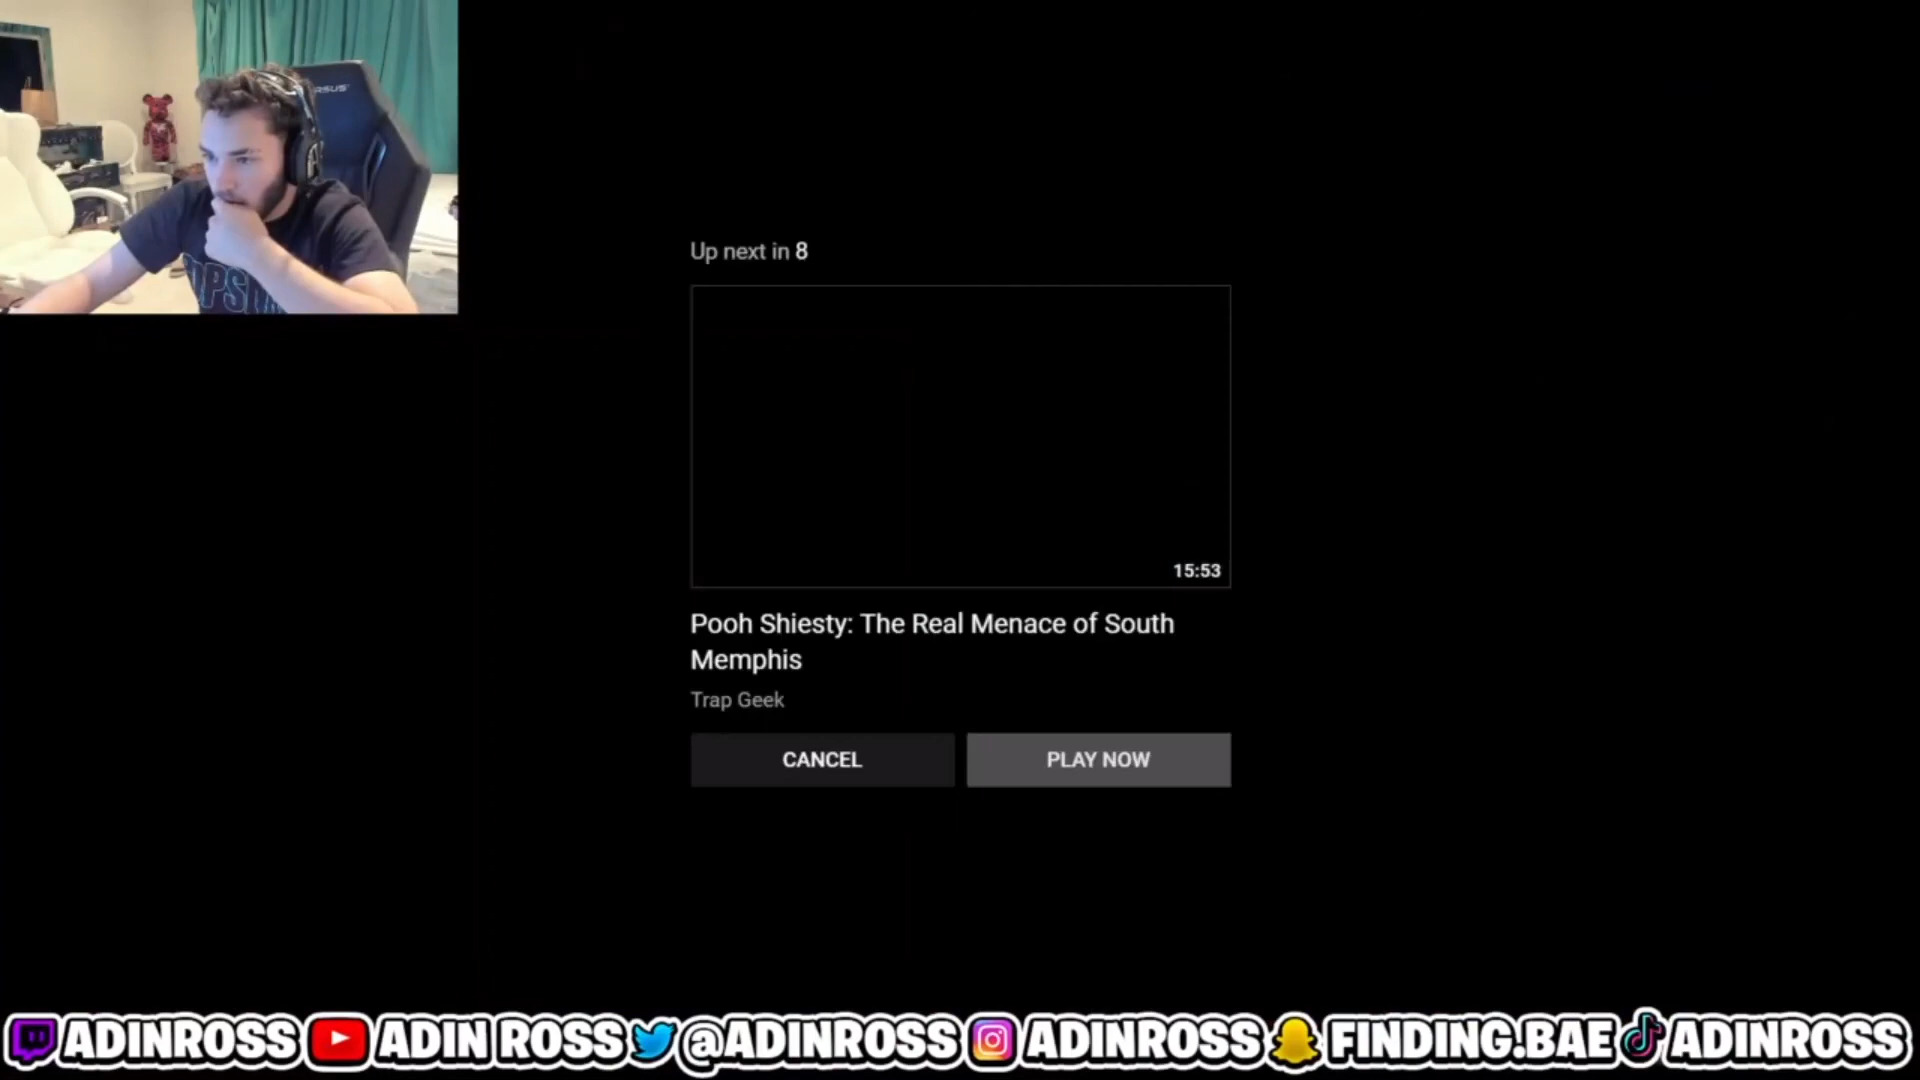 Up next in 8
15:53
Pooh Shiesty: The Real Menace of South
Memphis
Trap Geek
CANCEL
PLAY NOW
ADINROSS ADIN ROSS @ADINROSS ADINROSS FINDING.BAE ADINROSS